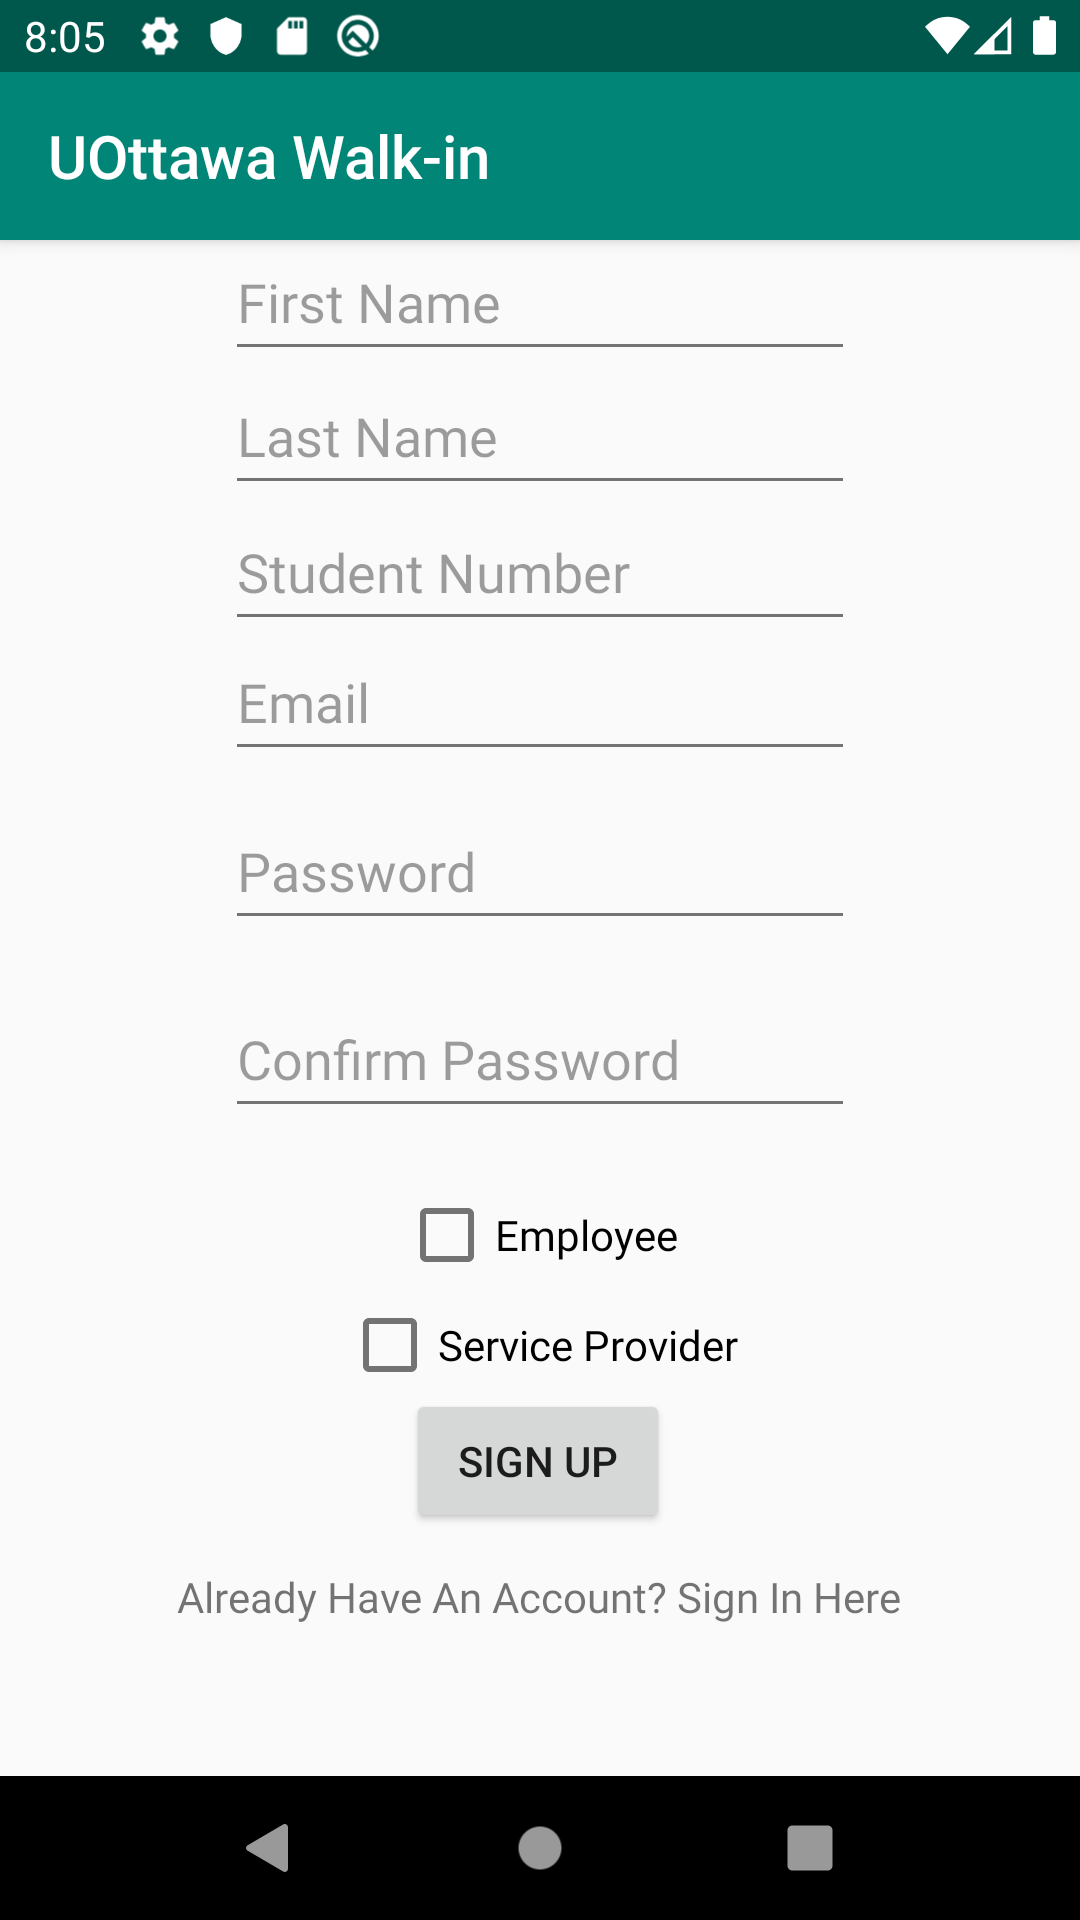 8:05
UOttawa Walk-in
First Name
Last Name
Student Number
Email
Password
Confirm Password
Employee
Service Provider
SIGN UP
Already Have An Account? Sign In Here